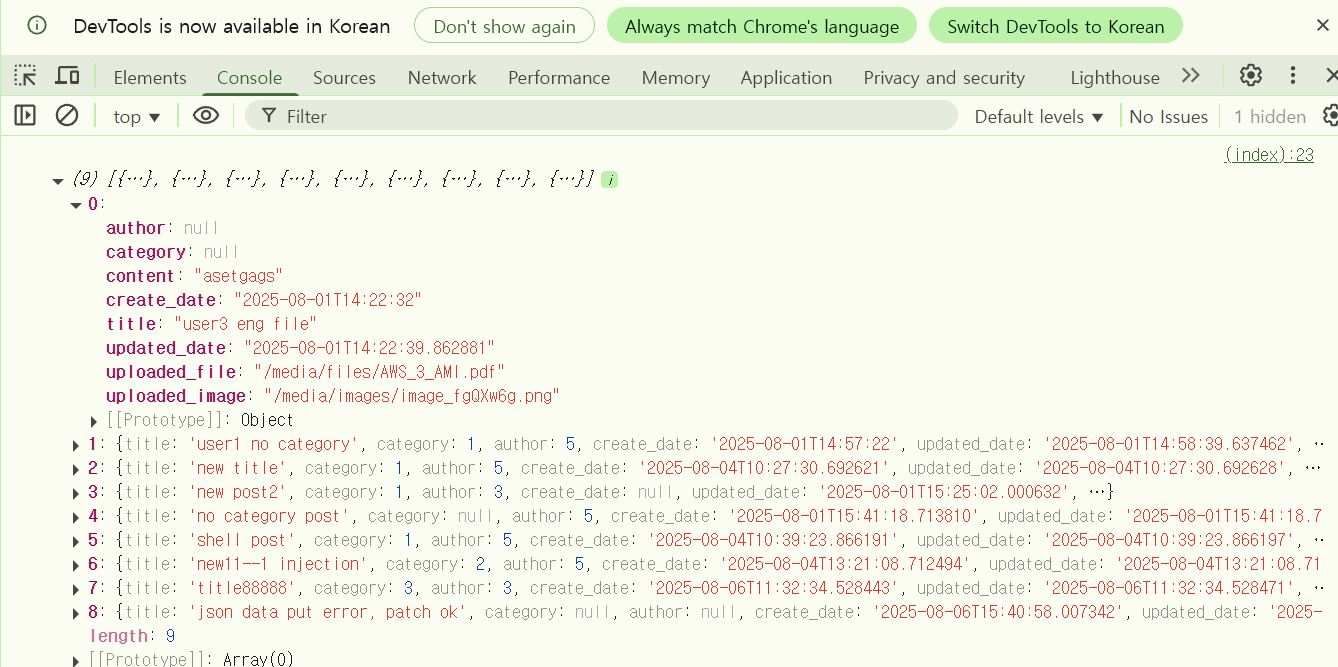 DevTools is now available in Korean Don't show again Always match Chrome's language Switch DevTools to Korean
Elements Console Sources Network Performance Memory Application Privacy and security Lighthouse
top Filter Default levels No Issues 1 hidden
(index):23
(9) [{…}, {…}, {…}, {…}, {…}, {…}, {…}, {…}, {…}] i
0:
author: null
category: null
content: "asetgags"
create_date: "2025-08-01T14:22:32"
title: "user3 eng file"
updated_date: "2025-08-01T14:22:39.862881"
uploaded_file: "/media/files/AWS_3_AMI.pdf"
uploaded_image: "/media/images/image_fgQXw6g.png"
[[Prototype]]: Object
1: {title: 'user1 no category', category: 1, author: 5, create_date: '2025-08-01T14:57:22', updated_date: '2025-08-01T14:58:39.637462', …
2: {title: 'new title', category: 1, author: 5, create_date: '2025-08-04T10:27:30.692621', updated_date: '2025-08-04T10:27:30.692628', …
3: {title: 'new post2', category: 1, author: 3, create_date: null, updated_date: '2025-08-01T15:25:02.000632', …}
4: {title: 'no category post', category: null, author: 5, create_date: '2025-08-01T15:41:18.713810', updated_date: '2025-08-01T15:41:18.7
5: {title: 'shell post', category: 1, author: 5, create_date: '2025-08-04T10:39:23.866191', updated_date: '2025-08-04T10:39:23.866197', …
6: {title: 'new11--1 injection', category: 2, author: 5, create_date: '2025-08-04T13:21:08.712494', updated_date: '2025-08-04T13:21:08.71
7: {title: 'title88888', category: 3, author: 3, create_date: '2025-08-06T11:32:34.528443', updated_date: '2025-08-06T11:32:34.528471', …
8: {title: 'json data put error, patch ok', category: null, author: null, create_date: '2025-08-06T15:40:58.007342', updated_date: '2025-
length: 9
[[Prototype]]: Array(0)